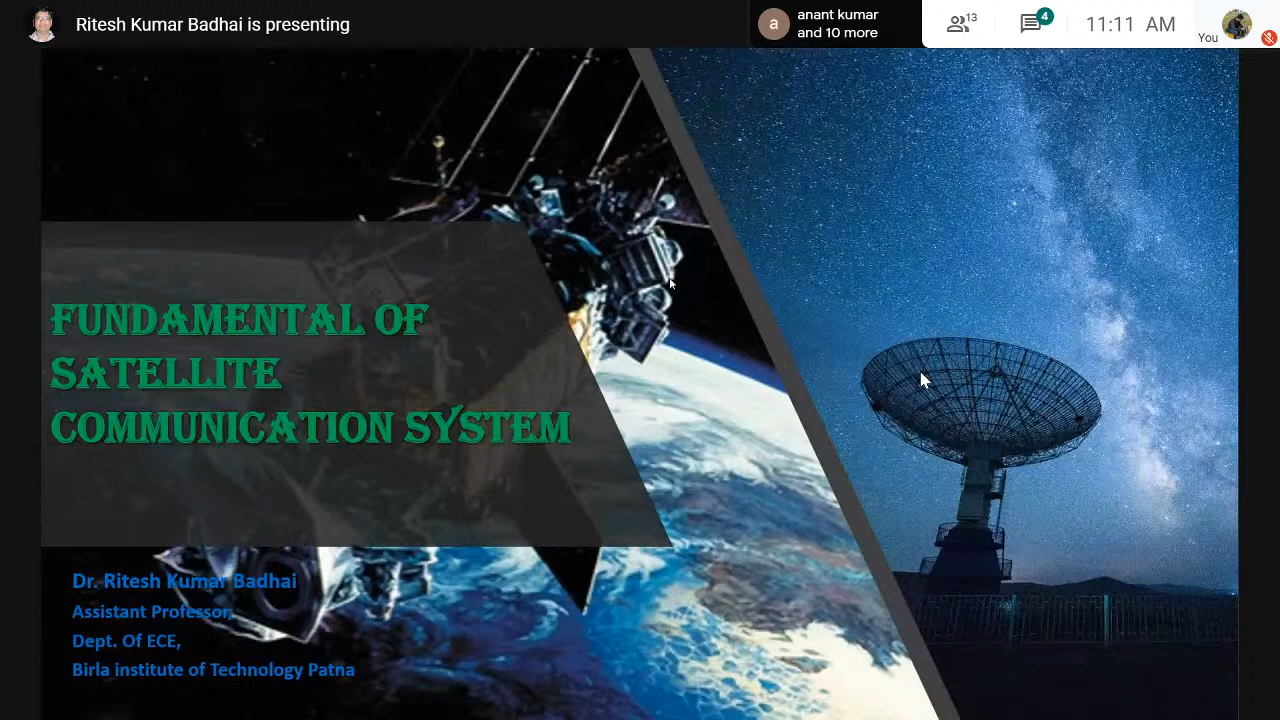 Ritesh Kumar Badhai is presenting
a
anant kumar
and 10 more
13
4
11:11 AM
You
FUNDAMENTAL OF
SATELLITE
COMMUNICATION SYSTEM
Dr. Ritesh Kumar Badhai
Assistant Professor,
Dept. Of ECE,
Birla institute of Technology Patna